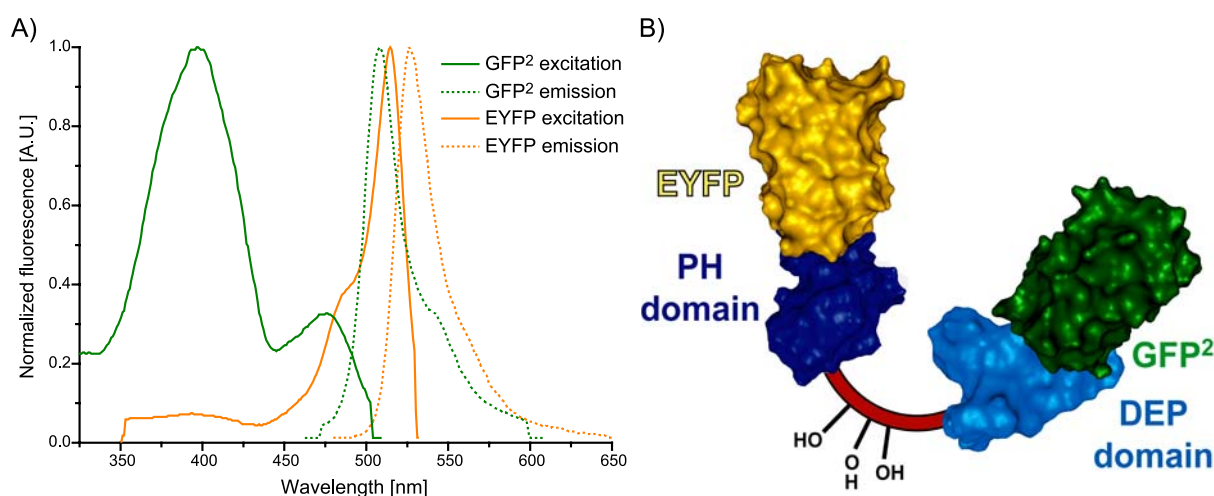 A)
B)
1.0
0.8
0.6
0.4
0.2
0.0
Normalized fluorescence [A.U.]
350
400
450
500
550
600
650
Wavelength [nm]
GFP² excitation
GFP² emission
EYFP excitation
EYFP emission
EYFP
PH
domain
GFP²
DEP
domain
HO
O
H
OH